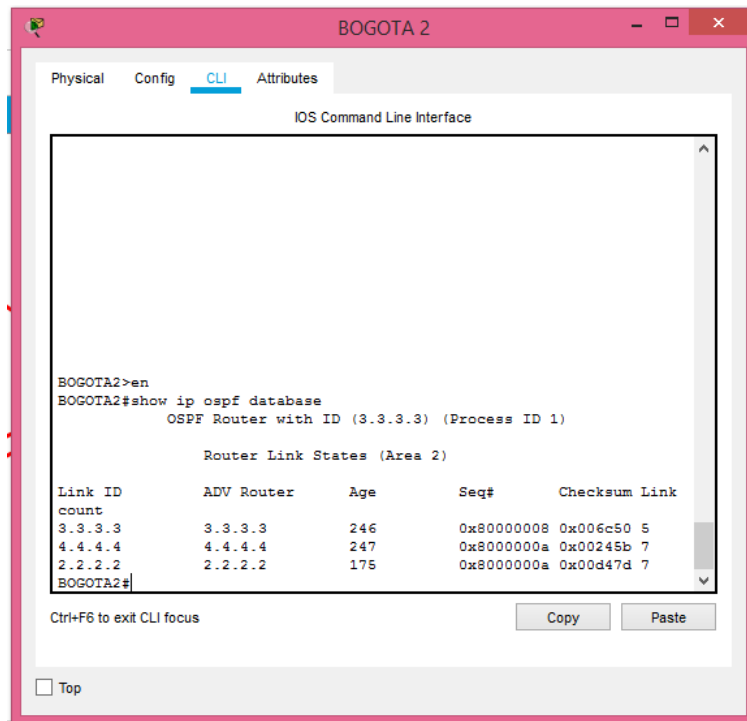 BOGOTA 2
Physical Config CLI Attributes
IOS Command Line Interface
BOGOTA2>en
BOGOTA2#show ip ospf database
OSPF Router with ID (3.3.3.3) (Process ID 1)
Router Link States (Area 2)
Link ID ADV Router Age Seq# Checksum Link
count
3.3.3.3 3.3.3.3 246 0x80000008 0x006c50 5
4.4.4.4 4.4.4.4 247 0x8000000a 0x00245b 7
2.2.2.2 2.2.2.2 175 0x8000000a 0x00d47d 7
BOGOTA2#
Ctrl+F6 to exit CLI focus Copy Paste
Top